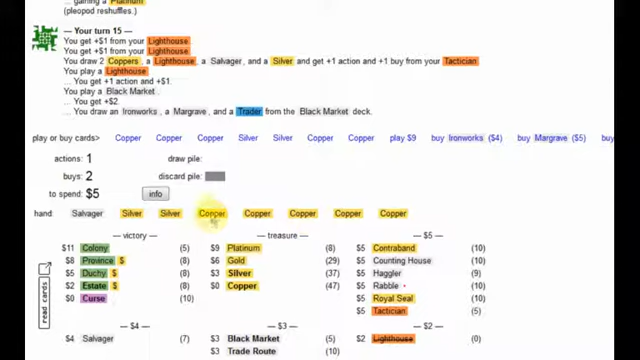 ... gaining a Platinum
(pleopod reshuffles.)
— Your turn 15 —
You get +$1 from your Lighthouse
You get +$1 from your Lighthouse
You draw 2 Coppers, a Lighthouse, a Salvager, and a Silver and get +1 action and +1 buy from your Tactician
You play a Lighthouse
... You get +1 action and +$1.
You play a Black Market.
... You get +$2.
... You draw an Ironworks, a Margrave, and a Trader from the Black Market deck.
play or buy cards> Copper Copper Copper Silver Silver Copper Copper play $9 buy Ironworks ($4) buy Margrave ($5) buy
actions: 1 draw pile:
buys: 2 discard pile:
to spend: $5 info
hand: Salvager Silver Silver Copper Copper Copper Copper Copper
— victory — — treasure — — $5 —
$11 Colony (5) $9 Platinum (8) $5 Contraband (10)
$8 Province $ (8) $6 Gold (29) $5 Counting House (10)
$5 Duchy $ (8) $3 Silver (37) $5 Haggler (9)
$2 Estate $ (8) $0 Copper (47) $5 Rabble (10)
$0 Curse (10) $5 Royal Seal (10)
$5 Tactician (5)
read cards
— $4 — — $3 — — $2 —
$4 Salvager (7) $3 Black Market (5) $2 Lighthouse (0)
$3 Trade Route (10)